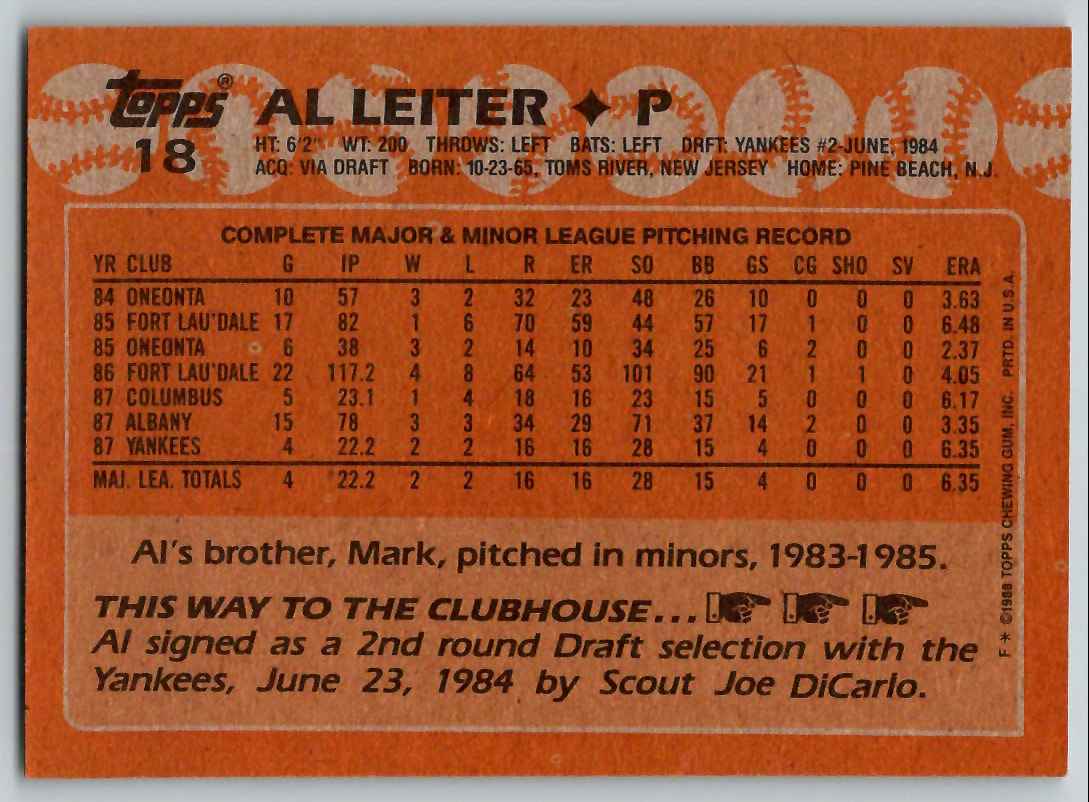 topps® AL LEITER ✦ P
18
HT: 6'2" WT: 200 THROWS: LEFT BATS: LEFT DRFT: YANKEES #2-JUNE, 1984
ACQ: VIA DRAFT BORN: 10-23-65, TOMS RIVER, NEW JERSEY HOME: PINE BEACH, N.J.
COMPLETE MAJOR & MINOR LEAGUE PITCHING RECORD
YR CLUB G IP W L R ER SO BB GS CG SHO SV ERA
84 ONEONTA 10 57 3 2 32 23 48 26 10 0 0 0 3.63
85 FORT LAU'DALE 17 82 1 6 70 59 44 57 17 1 0 0 6.48
85 ONEONTA 6 38 3 2 14 10 34 25 6 2 0 0 2.37
86 FORT LAU'DALE 22 117.2 4 8 64 53 101 90 21 1 1 0 4.05
87 COLUMBUS 5 23.1 1 4 18 16 23 15 5 0 0 0 6.17
87 ALBANY 15 78 3 3 34 29 71 37 14 2 0 0 3.35
87 YANKEES 4 22.2 2 2 16 16 28 15 4 0 0 0 6.35
MAJ. LEA. TOTALS 4 22.2 2 2 16 16 28 15 4 0 0 0 6.35
Al's brother, Mark, pitched in minors, 1983-1985.
THIS WAY TO THE CLUBHOUSE...
Al signed as a 2nd round Draft selection with the
Yankees, June 23, 1984 by Scout Joe DiCarlo.
F* ©1988 TOPPS CHEWING GUM, INC. PRTD. IN U.S.A.